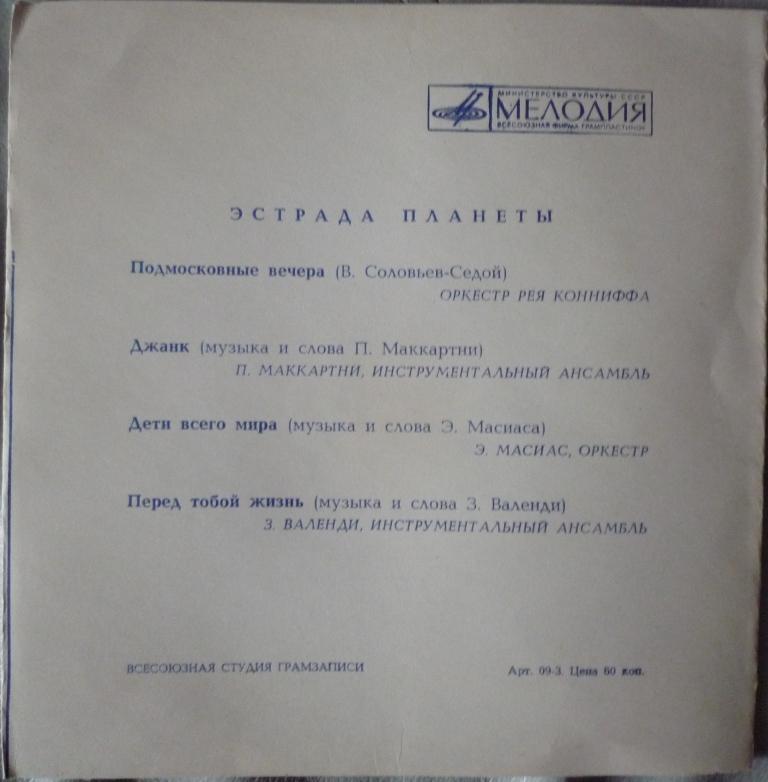 МИНИСТЕРСТВО КУЛЬТУРЫ СССР
МЕЛОДИЯ
ВСЕСОЮЗНАЯ ФИРМА ГРАМПЛАСТИНОК
ЭСТРАДА ПЛАНЕТЫ
Подмосковные вечера (В. Соловьев-Седой)
ОРКЕСТР РЕЯ КОННИФФА
Джанк (музыка и слова П. Маккартни)
П. МАККАРТНИ, ИНСТРУМЕНТАЛЬНЫЙ АНСАМБЛЬ
Дети всего мира (музыка и слова Э. Масиаса)
Э. МАСИАС, ОРКЕСТР
Перед тобой жизнь (музыка и слова З. Валенди)
З. ВАЛЕНДИ, ИНСТРУМЕНТАЛЬНЫЙ АНСАМБЛЬ
ВСЕСОЮЗНАЯ СТУДИЯ ГРАМЗАПИСИ
Арт. 09-3. Цена 60 коп.